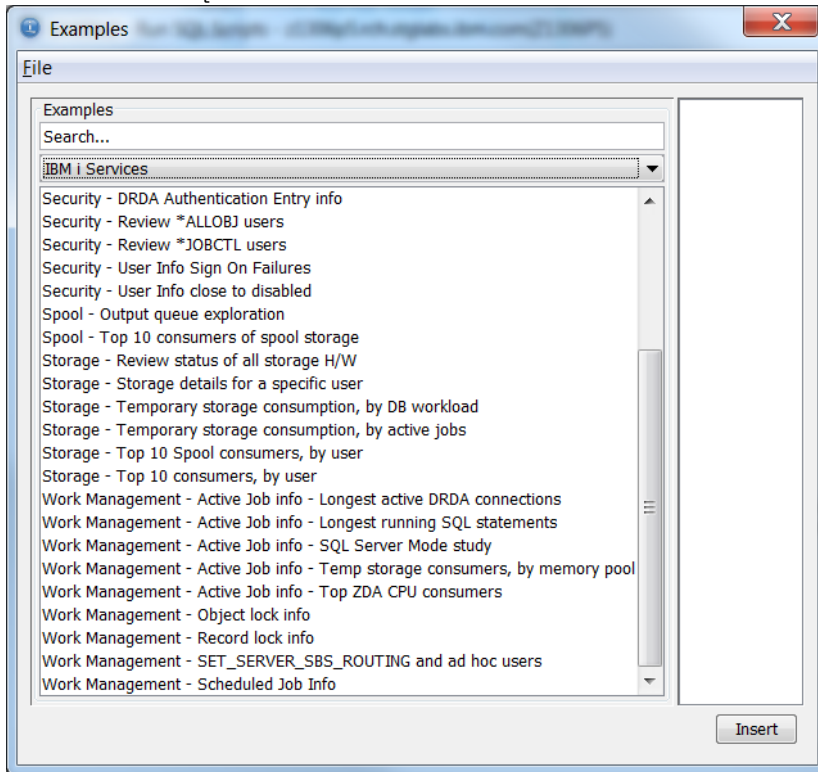 Examples
File
Examples
Search...
IBM i Services
Security - DRDA Authentication Entry info
Security - Review *ALLOBJ users
Security - Review *JOBCTL users
Security - User Info Sign On Failures
Security - User Info close to disabled
Spool - Output queue exploration
Spool - Top 10 consumers of spool storage
Storage - Review status of all storage H/W
Storage - Storage details for a specific user
Storage - Temporary storage consumption, by DB workload
Storage - Temporary storage consumption, by active jobs
Storage - Top 10 Spool consumers, by user
Storage - Top 10 consumers, by user
Work Management - Active Job info - Longest active DRDA connections
Work Management - Active Job info - Longest running SQL statements
Work Management - Active Job info - SQL Server Mode study
Work Management - Active Job info - Temp storage consumers, by memory pool
Work Management - Active Job info - Top ZDA CPU consumers
Work Management - Object lock info
Work Management - Record lock info
Work Management - SET_SERVER_SBS_ROUTING and ad hoc users
Work Management - Scheduled Job Info
Insert